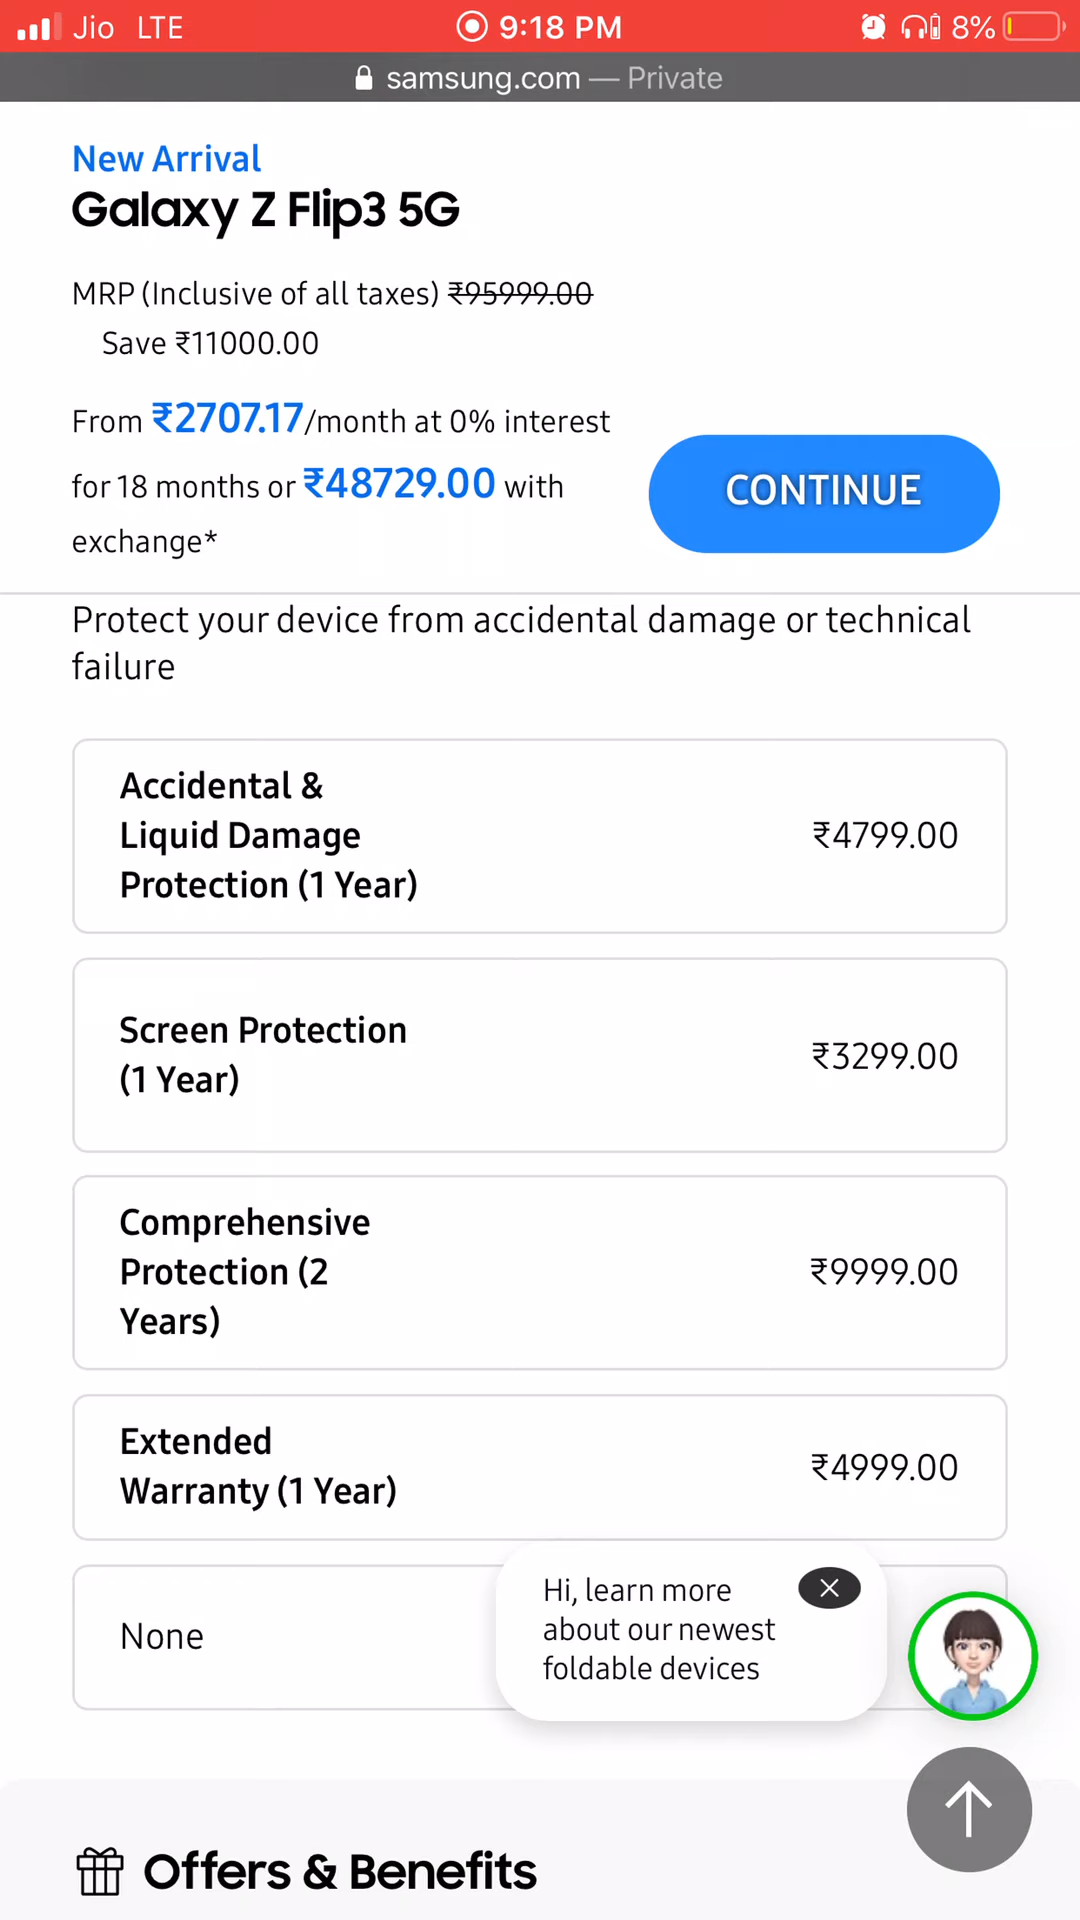 Jio LTE 9:18 PM 8%
samsung.com — Private
New Arrival
Galaxy Z Flip3 5G
MRP (Inclusive of all taxes) ₹95999.00
Save ₹11000.00
From ₹2707.17/month at 0% interest
for 18 months or ₹48729.00 with
exchange*
CONTINUE
Protect your device from accidental damage or technical
failure
Accidental &
Liquid Damage
Protection (1 Year)
₹4799.00
Screen Protection
(1 Year)
₹3299.00
Comprehensive
Protection (2
Years)
₹9999.00
Extended
Warranty (1 Year)
₹4999.00
None
Hi, learn more
about our newest
foldable devices
Offers & Benefits